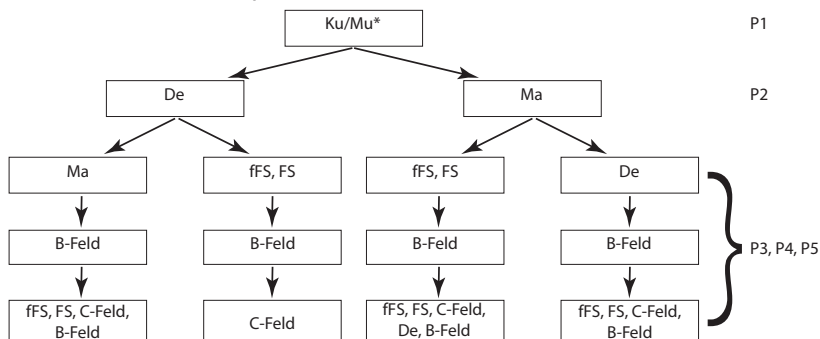 Ku/Mu*
P1
De
Ma
P2
Ma
fFS, FS
fFS, FS
De
B-Feld
B-Feld
B-Feld
B-Feld
P3, P4, P5
fFS, FS, C-Feld,
B-Feld
C-Feld
fFS, FS, C-Feld,
De, B-Feld
fFS, FS, C-Feld,
B-Feld